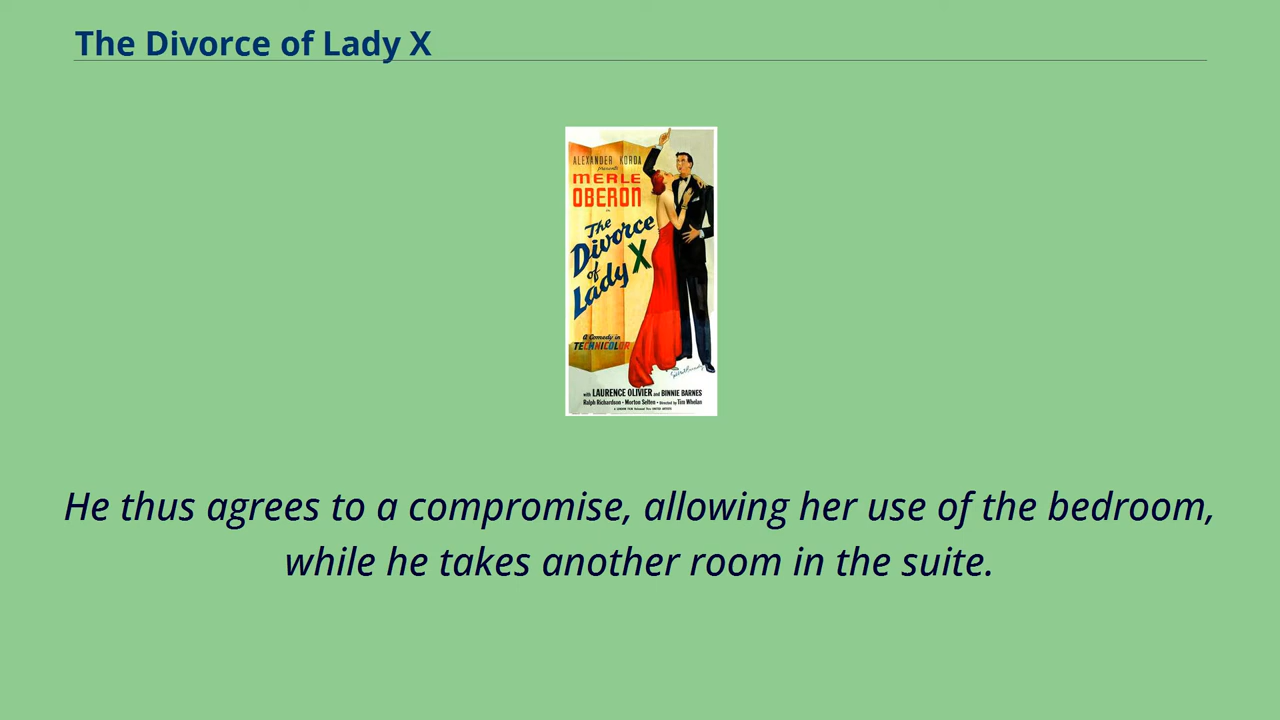 The Divorce of Lady X
ALEXANDER KORDA
presents
MERLE
OBERON
in
The
Divorce
of
Lady X
A Comedy in
TECHNICOLOR
with LAURENCE OLIVIER and BINNIE BARNES
Ralph Richardson • Morton Selten • Directed by Tim Whelan
He thus agrees to a compromise, allowing her use of the bedroom,
while he takes another room in the suite.